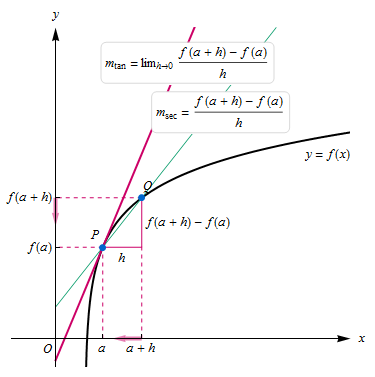 y
m_tan = lim_{h→0} (f(a + h) − f(a)) / h
m_sec = (f(a + h) − f(a)) / h
y = f(x)
Q
f(a + h)
f(a + h) − f(a)
P
f(a)
h
x
O
a
a + h